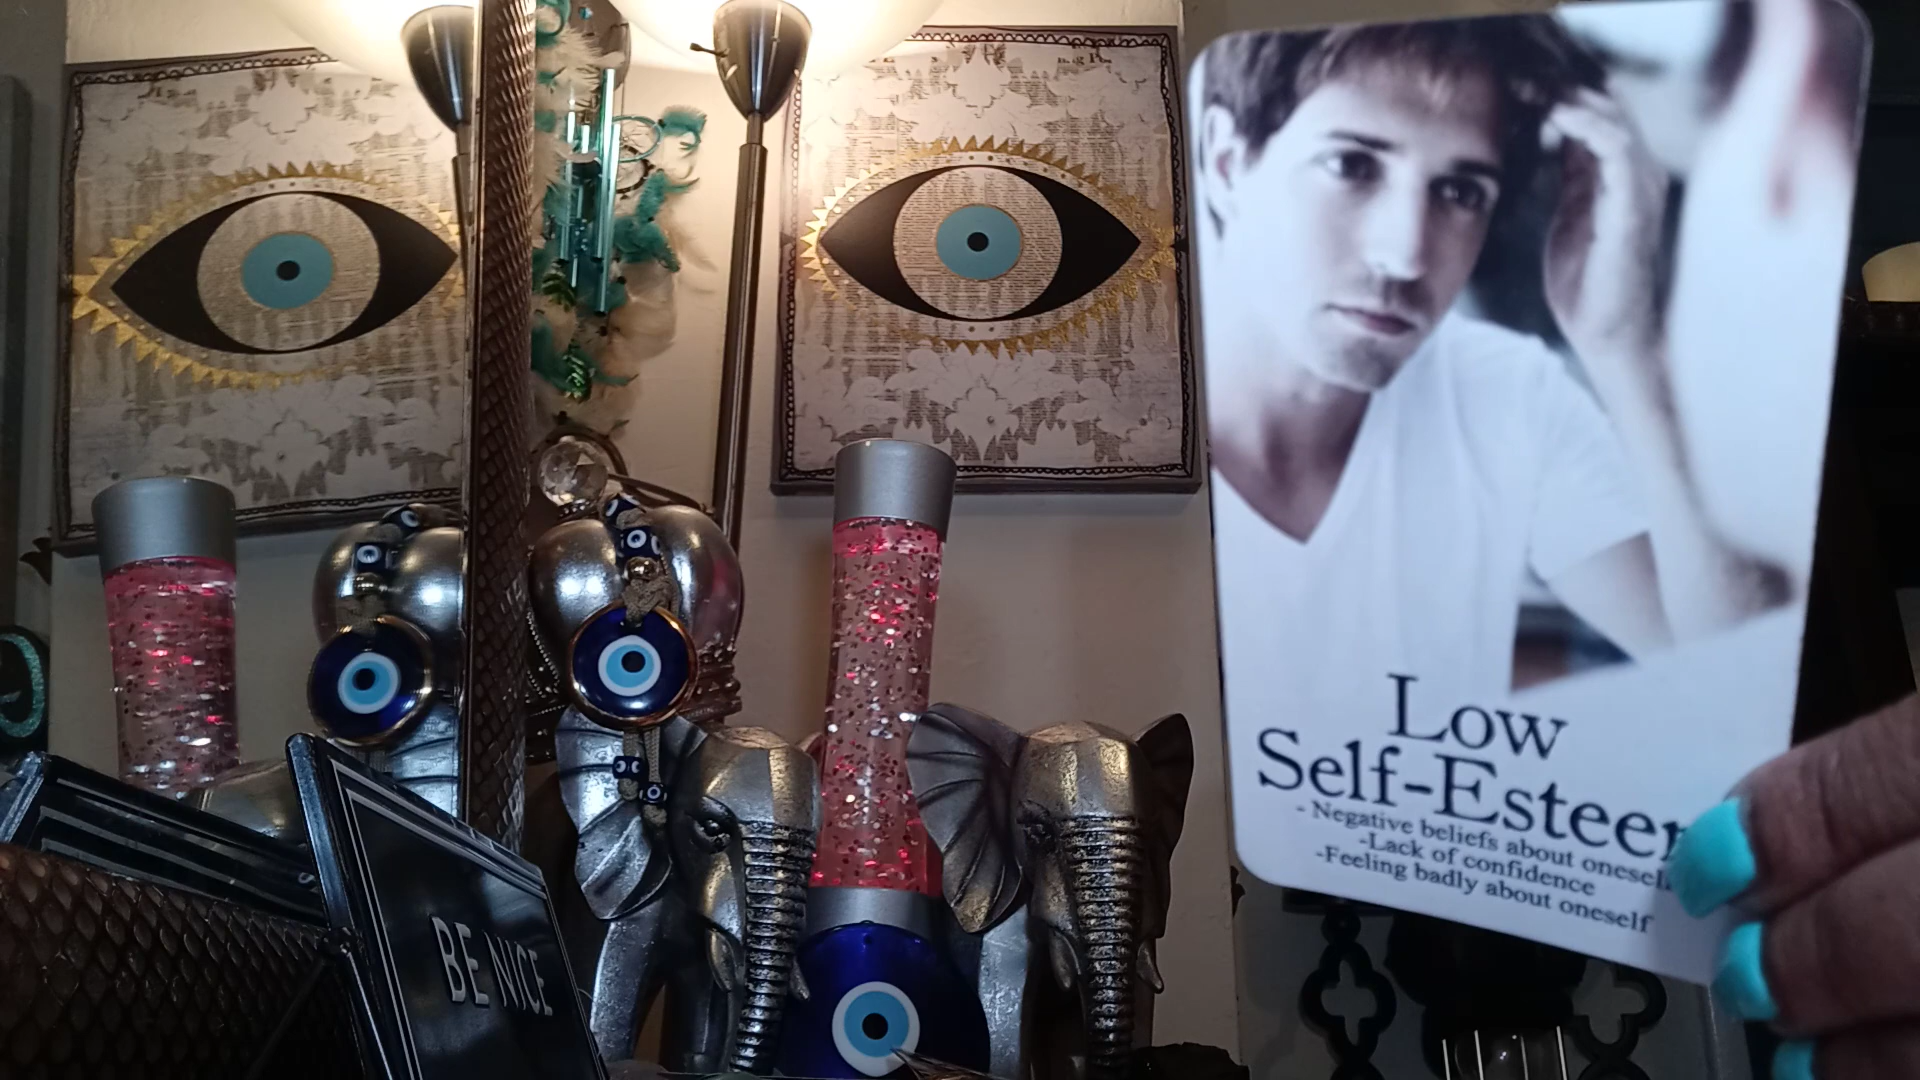 BE NICE
Low
Self-Esteem
- Negative beliefs about oneself
-Lack of confidence
-Feeling badly about oneself